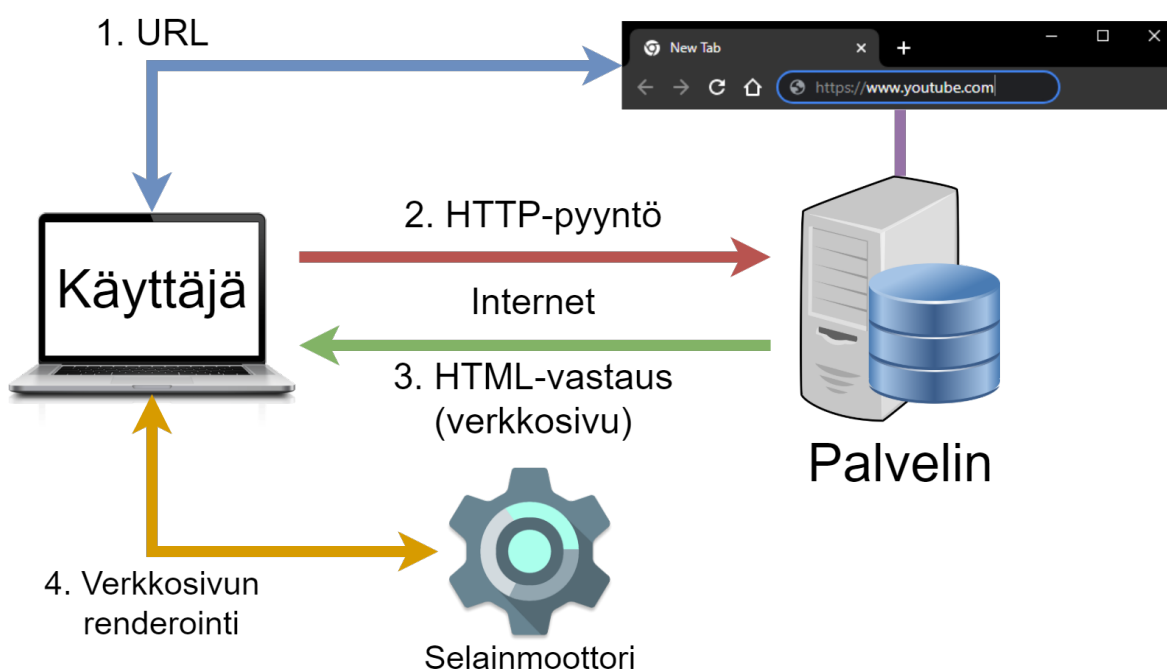 1. URL
New Tab
https://www.youtube.com
2. HTTP-pyyntö
Käyttäjä
Internet
3. HTML-vastaus
(verkkosivu)
Palvelin
4. Verkkosivun
renderointi
Selainmoottori